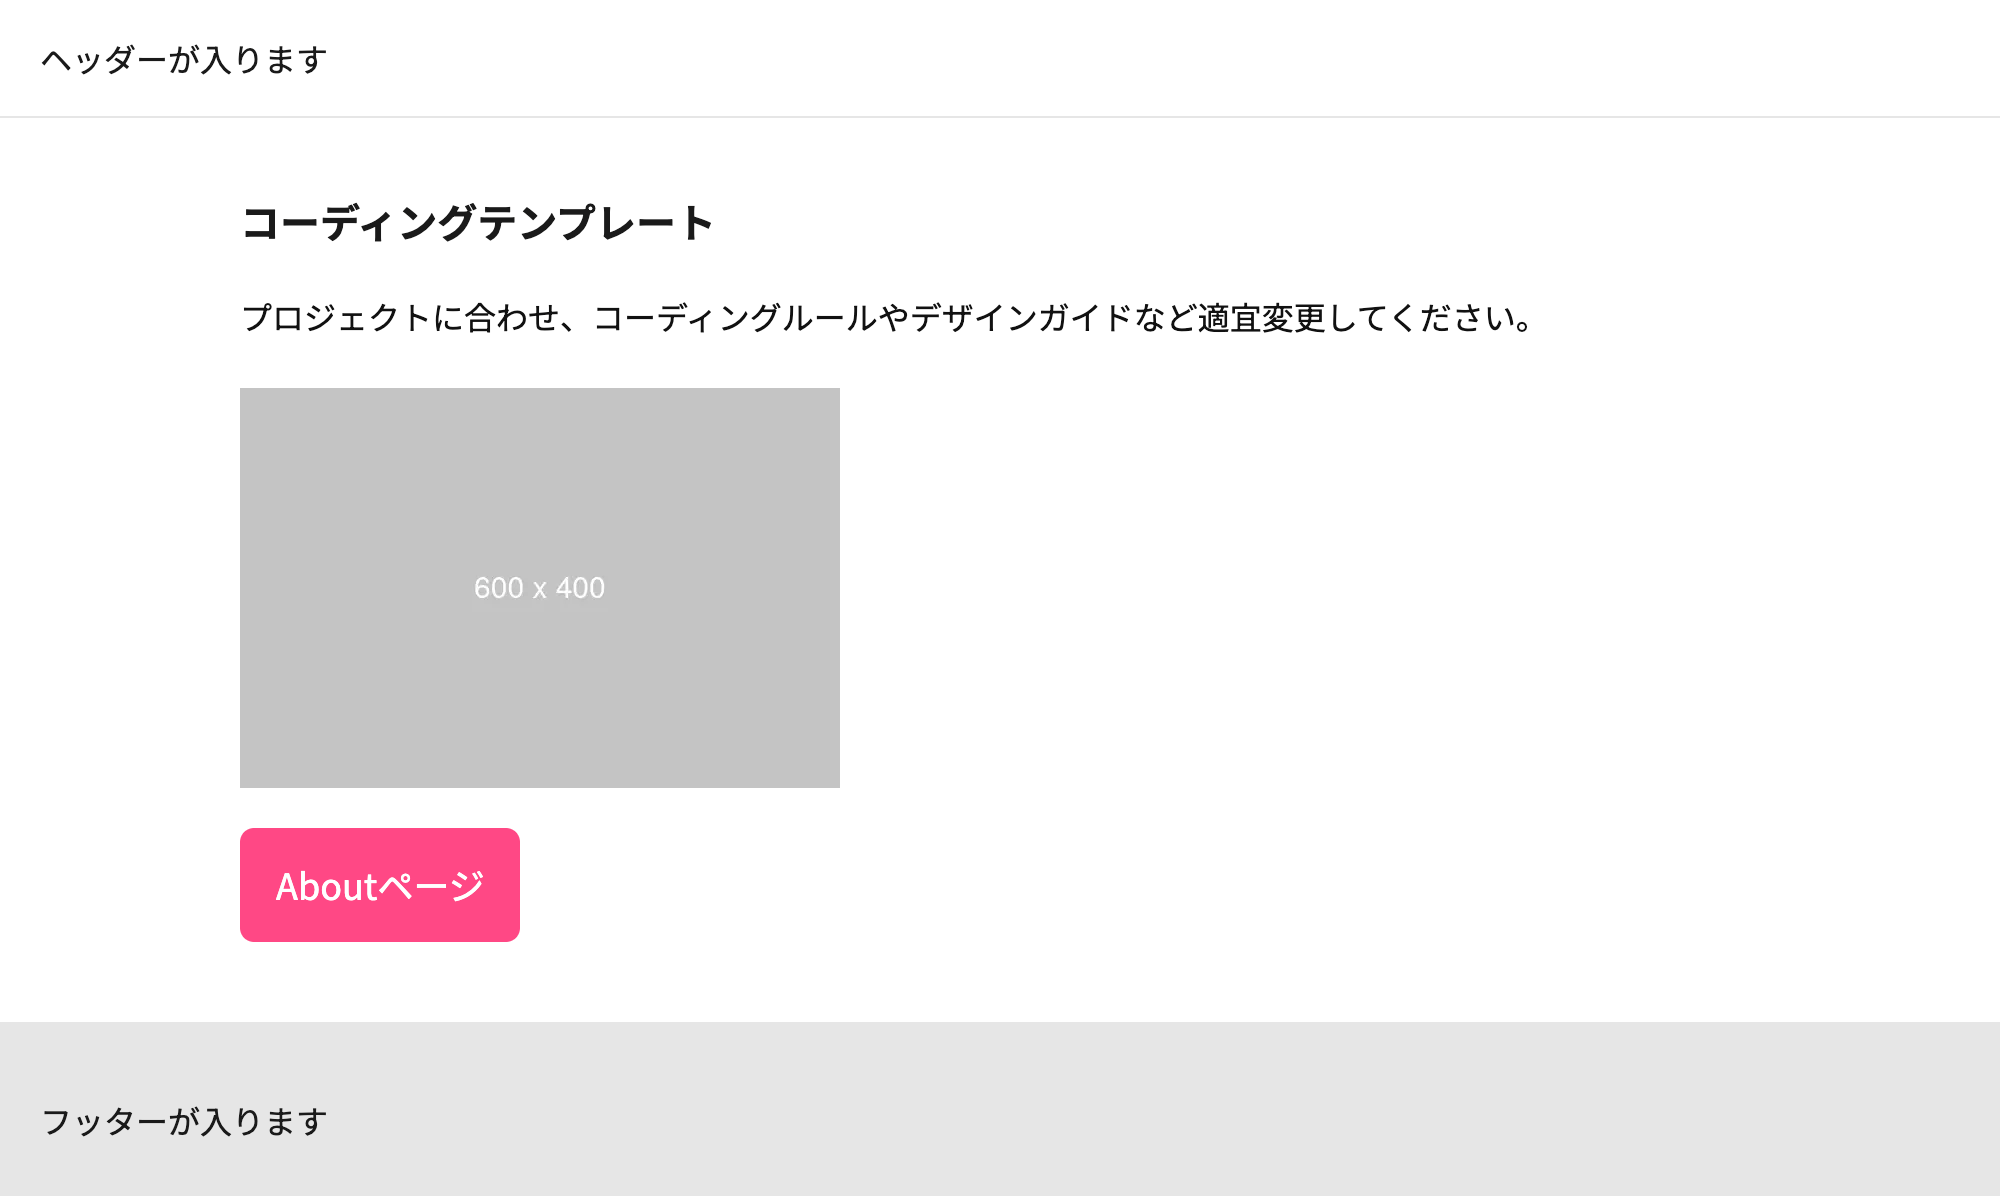 ヘッダーが入ります
コーディングテンプレート
プロジェクトに合わせ、コーディングルールやデザインガイドなど適宜変更してください。
600 x 400
Aboutページ
フッターが入ります